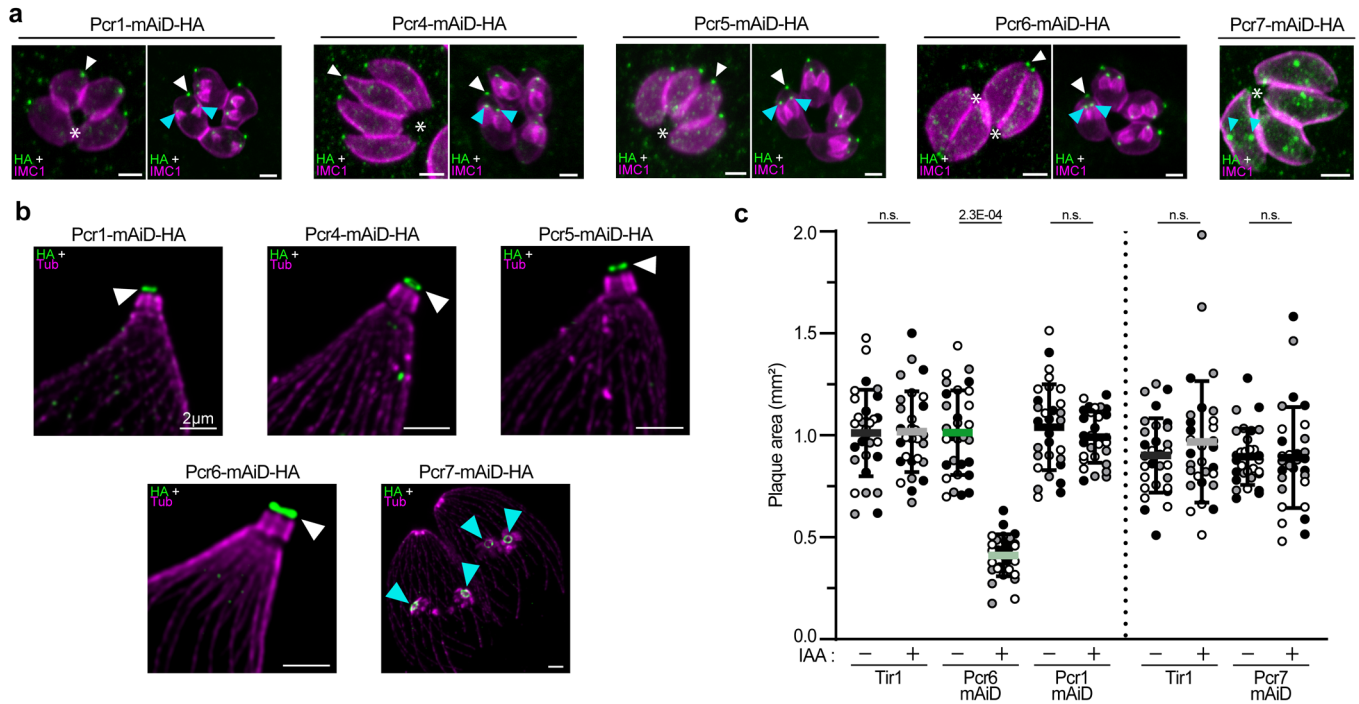 a
Pcr1-mAiD-HA
Pcr4-mAiD-HA
Pcr5-mAiD-HA
Pcr6-mAiD-HA
Pcr7-mAiD-HA
*
*
*
*
*
*
HA +
IMC1
HA +
IMC1
HA +
IMC1
HA +
IMC1
HA +
IMC1
HA +
IMC1
HA +
IMC1
HA +
IMC1
HA +
IMC1
b
Pcr1-mAiD-HA
Pcr4-mAiD-HA
Pcr5-mAiD-HA
HA +
Tub
HA +
Tub
HA +
Tub
2µm
Pcr6-mAiD-HA
Pcr7-mAiD-HA
HA +
Tub
HA +
Tub
c
n.s.
2.3E-04
n.s.
n.s.
n.s.
2.0
1.5
1.0
0.5
0.0
Plaque area (mm²)
IAA : − + − + − + − + − +
Tir1
Pcr6
mAiD
Pcr1
mAiD
Tir1
Pcr7
mAiD